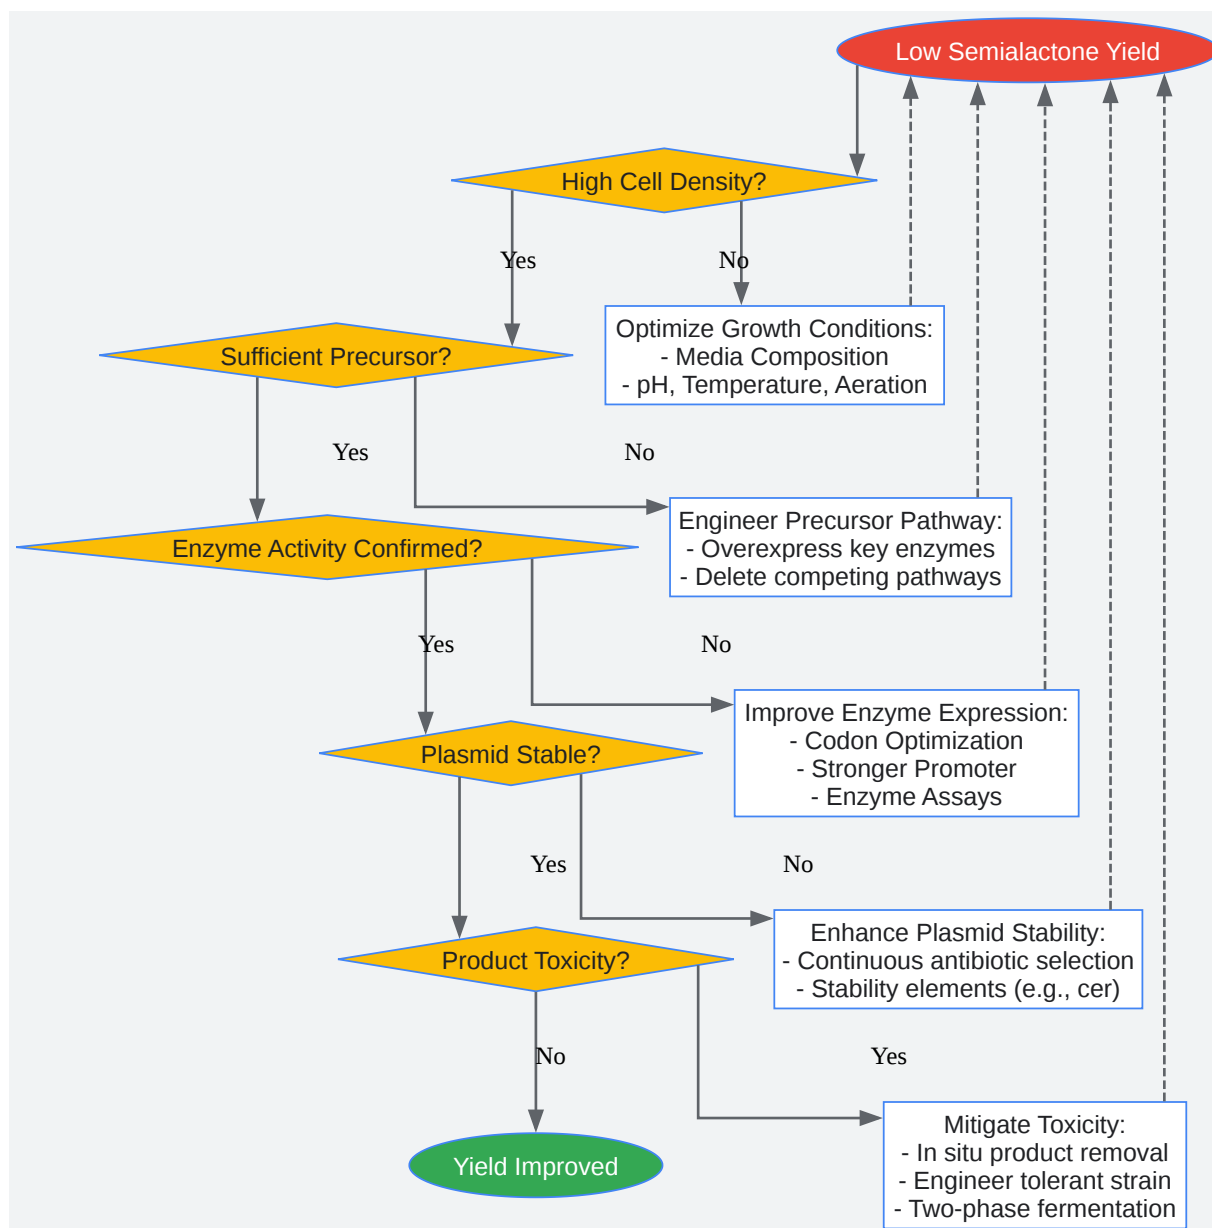 Low Semialactone Yield
High Cell Density?
Yes
No
Optimize Growth Conditions:
- Media Composition
- pH, Temperature, Aeration
Sufficient Precursor?
Yes
No
Engineer Precursor Pathway:
- Overexpress key enzymes
- Delete competing pathways
Enzyme Activity Confirmed?
Yes
No
Improve Enzyme Expression:
- Codon Optimization
- Stronger Promoter
- Enzyme Assays
Plasmid Stable?
Yes
No
Enhance Plasmid Stability:
- Continuous antibiotic selection
- Stability elements (e.g., cer)
Product Toxicity?
No
Yes
Mitigate Toxicity:
- In situ product removal
- Engineer tolerant strain
- Two-phase fermentation
Yield Improved